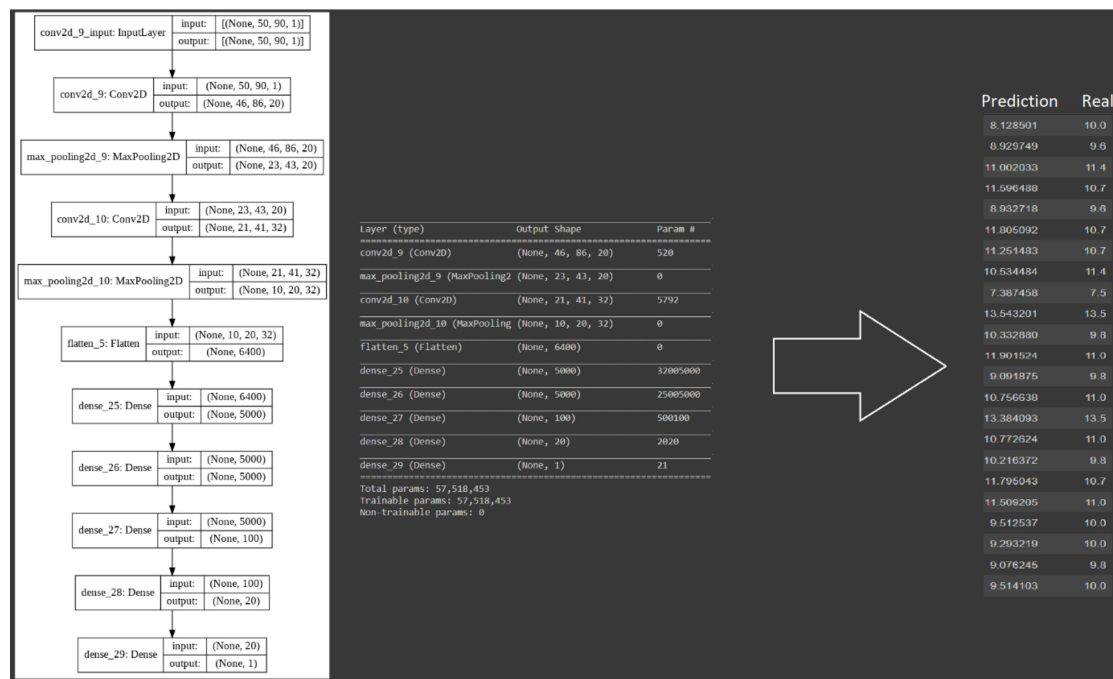 conv2d_9_input: InputLayer
input: [(None, 50, 90, 1)]
output: [(None, 50, 90, 1)]
conv2d_9: Conv2D
input: (None, 50, 90, 1)
output: (None, 46, 86, 20)
max_pooling2d_9: MaxPooling2D
input: (None, 46, 86, 20)
output: (None, 23, 43, 20)
conv2d_10: Conv2D
input: (None, 23, 43, 20)
output: (None, 21, 41, 32)
max_pooling2d_10: MaxPooling2D
input: (None, 21, 41, 32)
output: (None, 10, 20, 32)
flatten_5: Flatten
input: (None, 10, 20, 32)
output: (None, 6400)
dense_25: Dense
input: (None, 6400)
output: (None, 5000)
dense_26: Dense
input: (None, 5000)
output: (None, 5000)
dense_27: Dense
input: (None, 5000)
output: (None, 100)
dense_28: Dense
input: (None, 100)
output: (None, 20)
dense_29: Dense
input: (None, 20)
output: (None, 1)
Layer (type) Output Shape Param #
conv2d_9 (Conv2D) (None, 46, 86, 20) 520
max_pooling2d_9 (MaxPooling2 (None, 23, 43, 20) 0
conv2d_10 (Conv2D) (None, 21, 41, 32) 5792
max_pooling2d_10 (MaxPooling (None, 10, 20, 32) 0
flatten_5 (Flatten) (None, 6400) 0
dense_25 (Dense) (None, 5000) 32005000
dense_26 (Dense) (None, 5000) 25005000
dense_27 (Dense) (None, 100) 500100
dense_28 (Dense) (None, 20) 2020
dense_29 (Dense) (None, 1) 21
Total params: 57,518,453
Trainable params: 57,518,453
Non-trainable params: 0
Prediction Real
8.128501 10.0
8.929749 9.6
11.002033 11.4
11.596488 10.7
8.932718 9.6
11.805092 10.7
11.251483 10.7
10.534484 11.4
7.387458 7.5
13.543201 13.5
10.332880 9.8
11.901524 11.0
9.091875 9.8
10.756638 11.0
13.384093 13.5
10.772624 11.0
10.216372 9.8
11.795043 10.7
11.509205 11.0
9.512537 10.0
9.293219 10.0
9.076245 9.8
9.514103 10.0